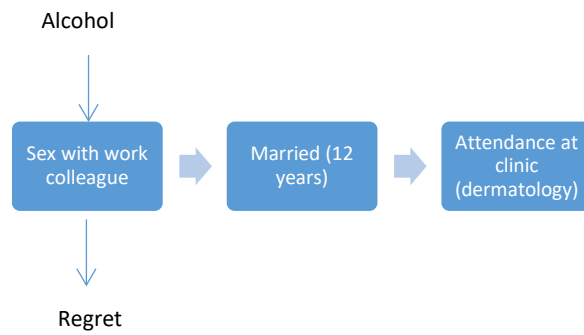 Alcohol
Sex with work
colleague
Married (12
years)
Attendance at
clinic
(dermatology)
Regret